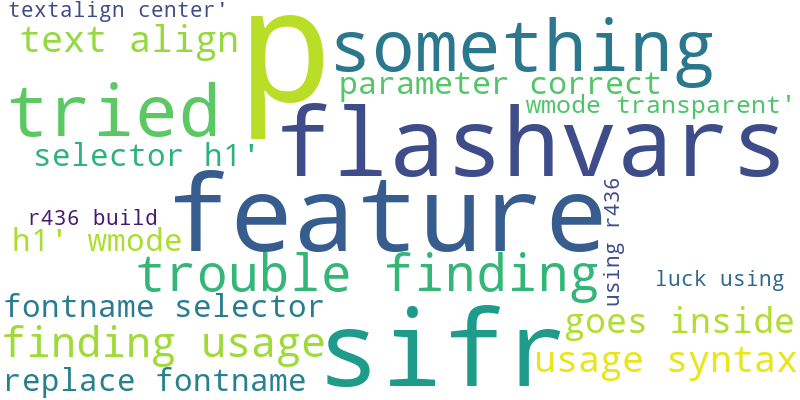 textalign center'
text align
p
something
parameter correct
wmode transparent'
tried
flashvars
selector h1'
feature
using r436
r436 build
h1' wmode
trouble finding
luck using
fontname selector
sifr
goes inside
finding usage
usage syntax
replace fontname